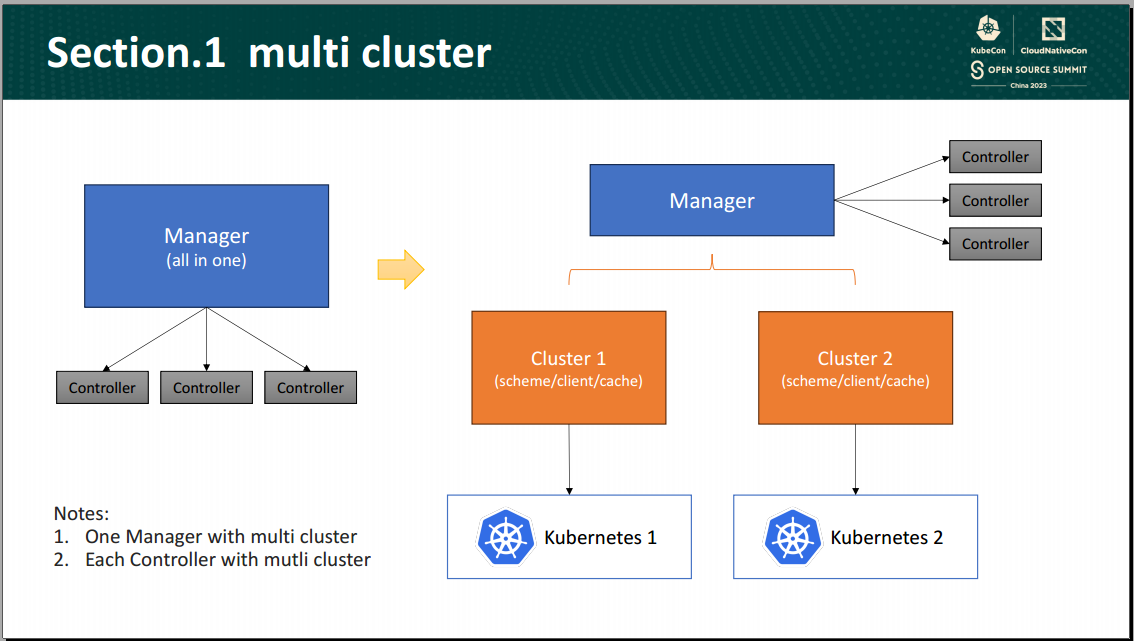 Section.1 multi cluster
KubeCon
CloudNativeCon
OPEN SOURCE SUMMIT
China 2023
Manager
(all in one)
Controller
Controller
Controller
Manager
Controller
Controller
Controller
Cluster 1
(scheme/client/cache)
Cluster 2
(scheme/client/cache)
Kubernetes 1
Kubernetes 2
Notes:
1. One Manager with multi cluster
2. Each Controller with mutli cluster